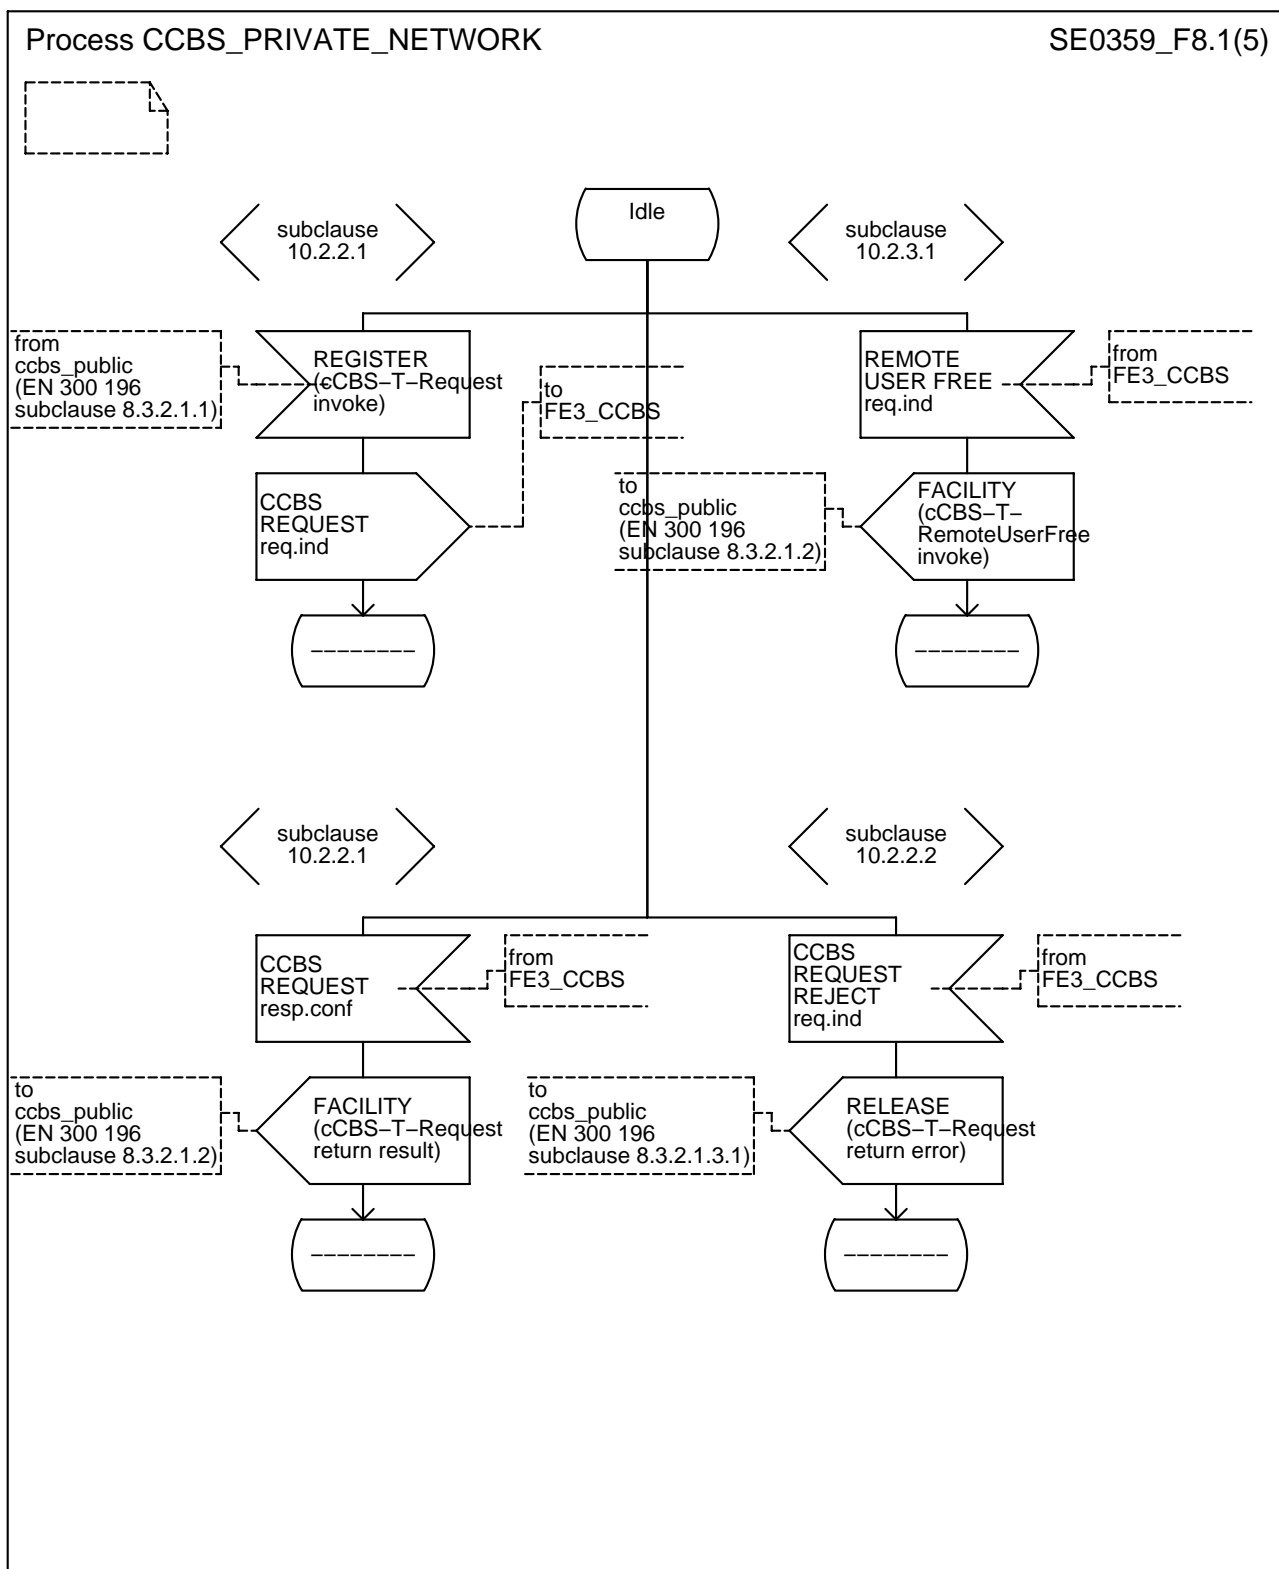 Process CCBS_PRIVATE_NETWORK
SE0359_F8.1(5)
subclause
10.2.2.1
Idle
subclause
10.2.3.1
from
ccbs_public
(EN 300 196
subclause 8.3.2.1.1)
REGISTER
(cCBS–T–Request
invoke)
to
FE3_CCBS
REMOTE
USER FREE
req.ind
from
FE3_CCBS
CCBS
REQUEST
req.ind
to
ccbs_public
(EN 300 196
subclause 8.3.2.1.2)
FACILITY
(cCBS–T–
RemoteUserFree
invoke)
––––––––
––––––––
subclause
10.2.2.1
subclause
10.2.2.2
CCBS
REQUEST
resp.conf
from
FE3_CCBS
CCBS
REQUEST
REJECT
req.ind
from
FE3_CCBS
to
ccbs_public
(EN 300 196
subclause 8.3.2.1.2)
FACILITY
(cCBS–T–Request
return result)
to
ccbs_public
(EN 300 196
subclause 8.3.2.1.3.1)
RELEASE
(cCBS–T–Request
return error)
––––––––
––––––––